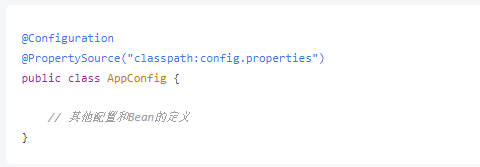 @Configuration
@PropertySource("classpath:config.properties")
public class AppConfig {
// 其他配置和Bean的定义
}